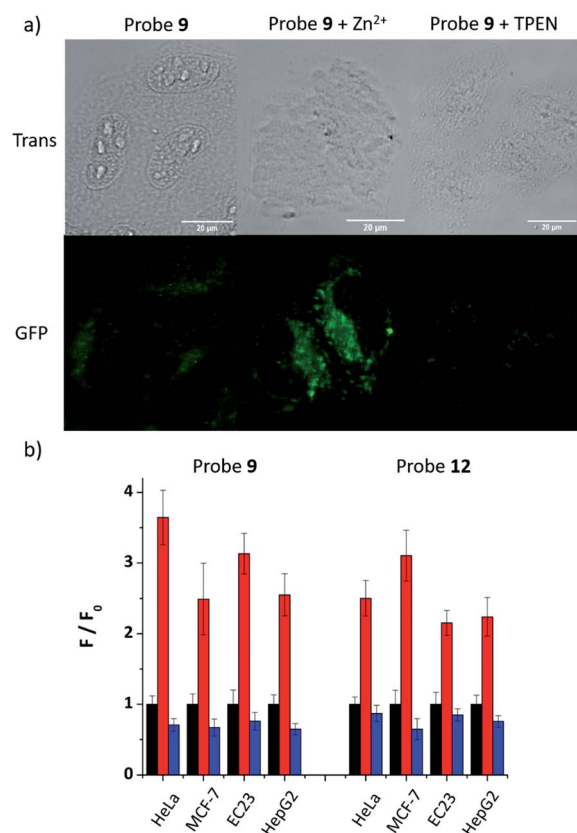 a)
Probe 9 Probe 9 + Zn²⁺ Probe 9 + TPEN
Trans
20 μm 20 μm 20 μm
GFP
b)
Probe 9 Probe 12
4
3
2
1
0
F / F₀
HeLa MCF-7 EC23 HepG2 HeLa MCF-7 EC23 HepG2